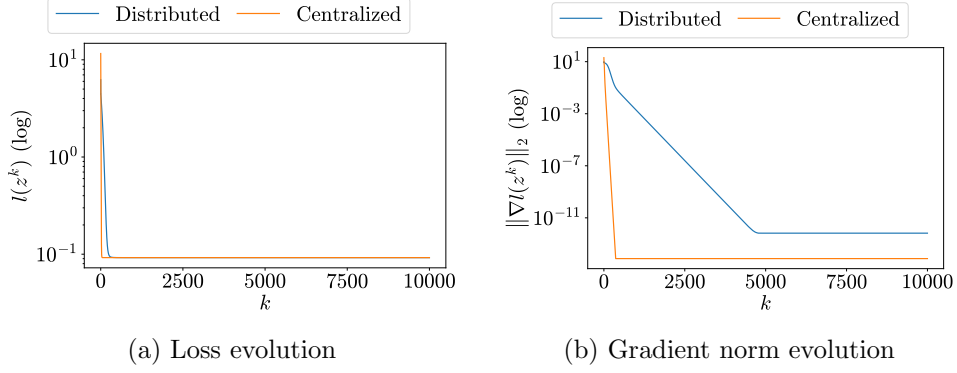 Distributed Centralized
10^1
10^0
10^{-1}
l(z^k) (log)
0 2500 5000 7500 10000
k
(a) Loss evolution
Distributed Centralized
10^1
10^{-3}
10^{-7}
10^{-11}
||∇l(z^k)||_2 (log)
0 2500 5000 7500 10000
k
(b) Gradient norm evolution